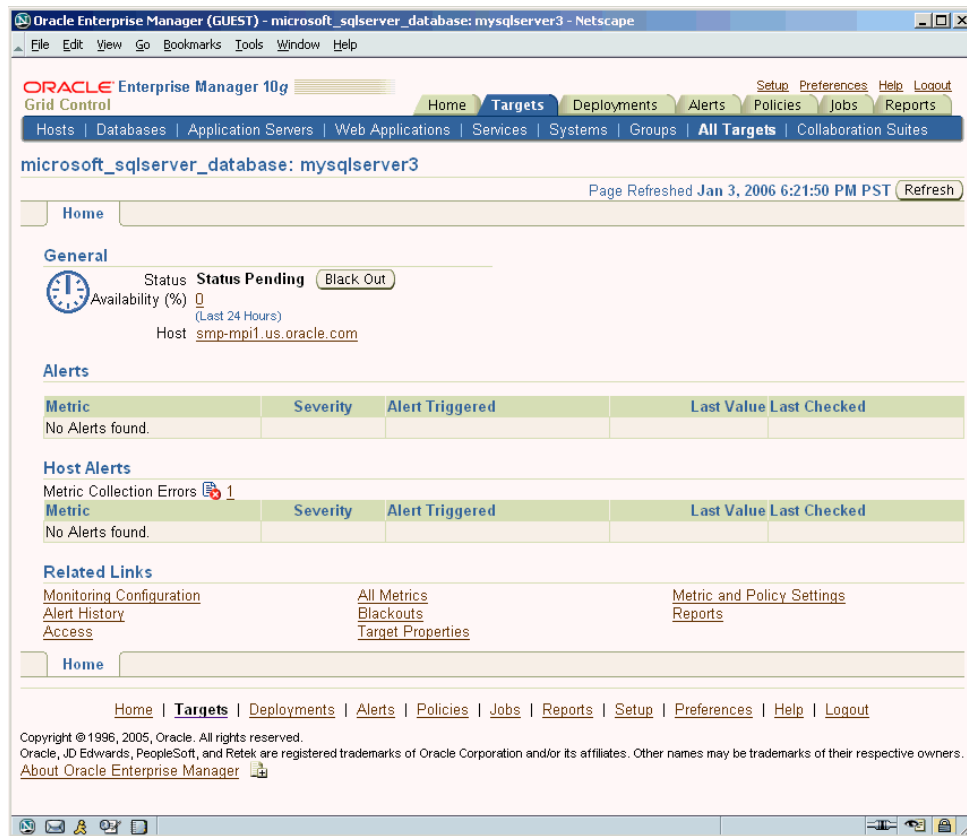 Oracle Enterprise Manager (GUEST) - microsoft_sqlserver_database: mysqlserver3 - Netscape
File Edit View Go Bookmarks Tools Window Help
ORACLE Enterprise Manager 10g
Setup Preferences Help Logout
Grid Control
Home Targets Deployments Alerts Policies Jobs Reports
Hosts | Databases | Application Servers | Web Applications | Services | Systems | Groups | All Targets | Collaboration Suites
microsoft_sqlserver_database: mysqlserver3
Page Refreshed Jan 3, 2006 6:21:50 PM PST Refresh
Home
General
Status Status Pending Black Out
Availability (%) 0
(Last 24 Hours)
Host smp-mpi1.us.oracle.com
Alerts
Metric Severity Alert Triggered Last Value Last Checked
No Alerts found.
Host Alerts
Metric Collection Errors 1
Metric Severity Alert Triggered Last Value Last Checked
No Alerts found.
Related Links
Monitoring Configuration All Metrics Metric and Policy Settings
Alert History Blackouts Reports
Access Target Properties
Home
Home | Targets | Deployments | Alerts | Policies | Jobs | Reports | Setup | Preferences | Help | Logout
Copyright © 1996, 2005, Oracle. All rights reserved.
Oracle, JD Edwards, PeopleSoft, and Retek are registered trademarks of Oracle Corporation and/or its affiliates. Other names may be trademarks of their respective owners.
About Oracle Enterprise Manager